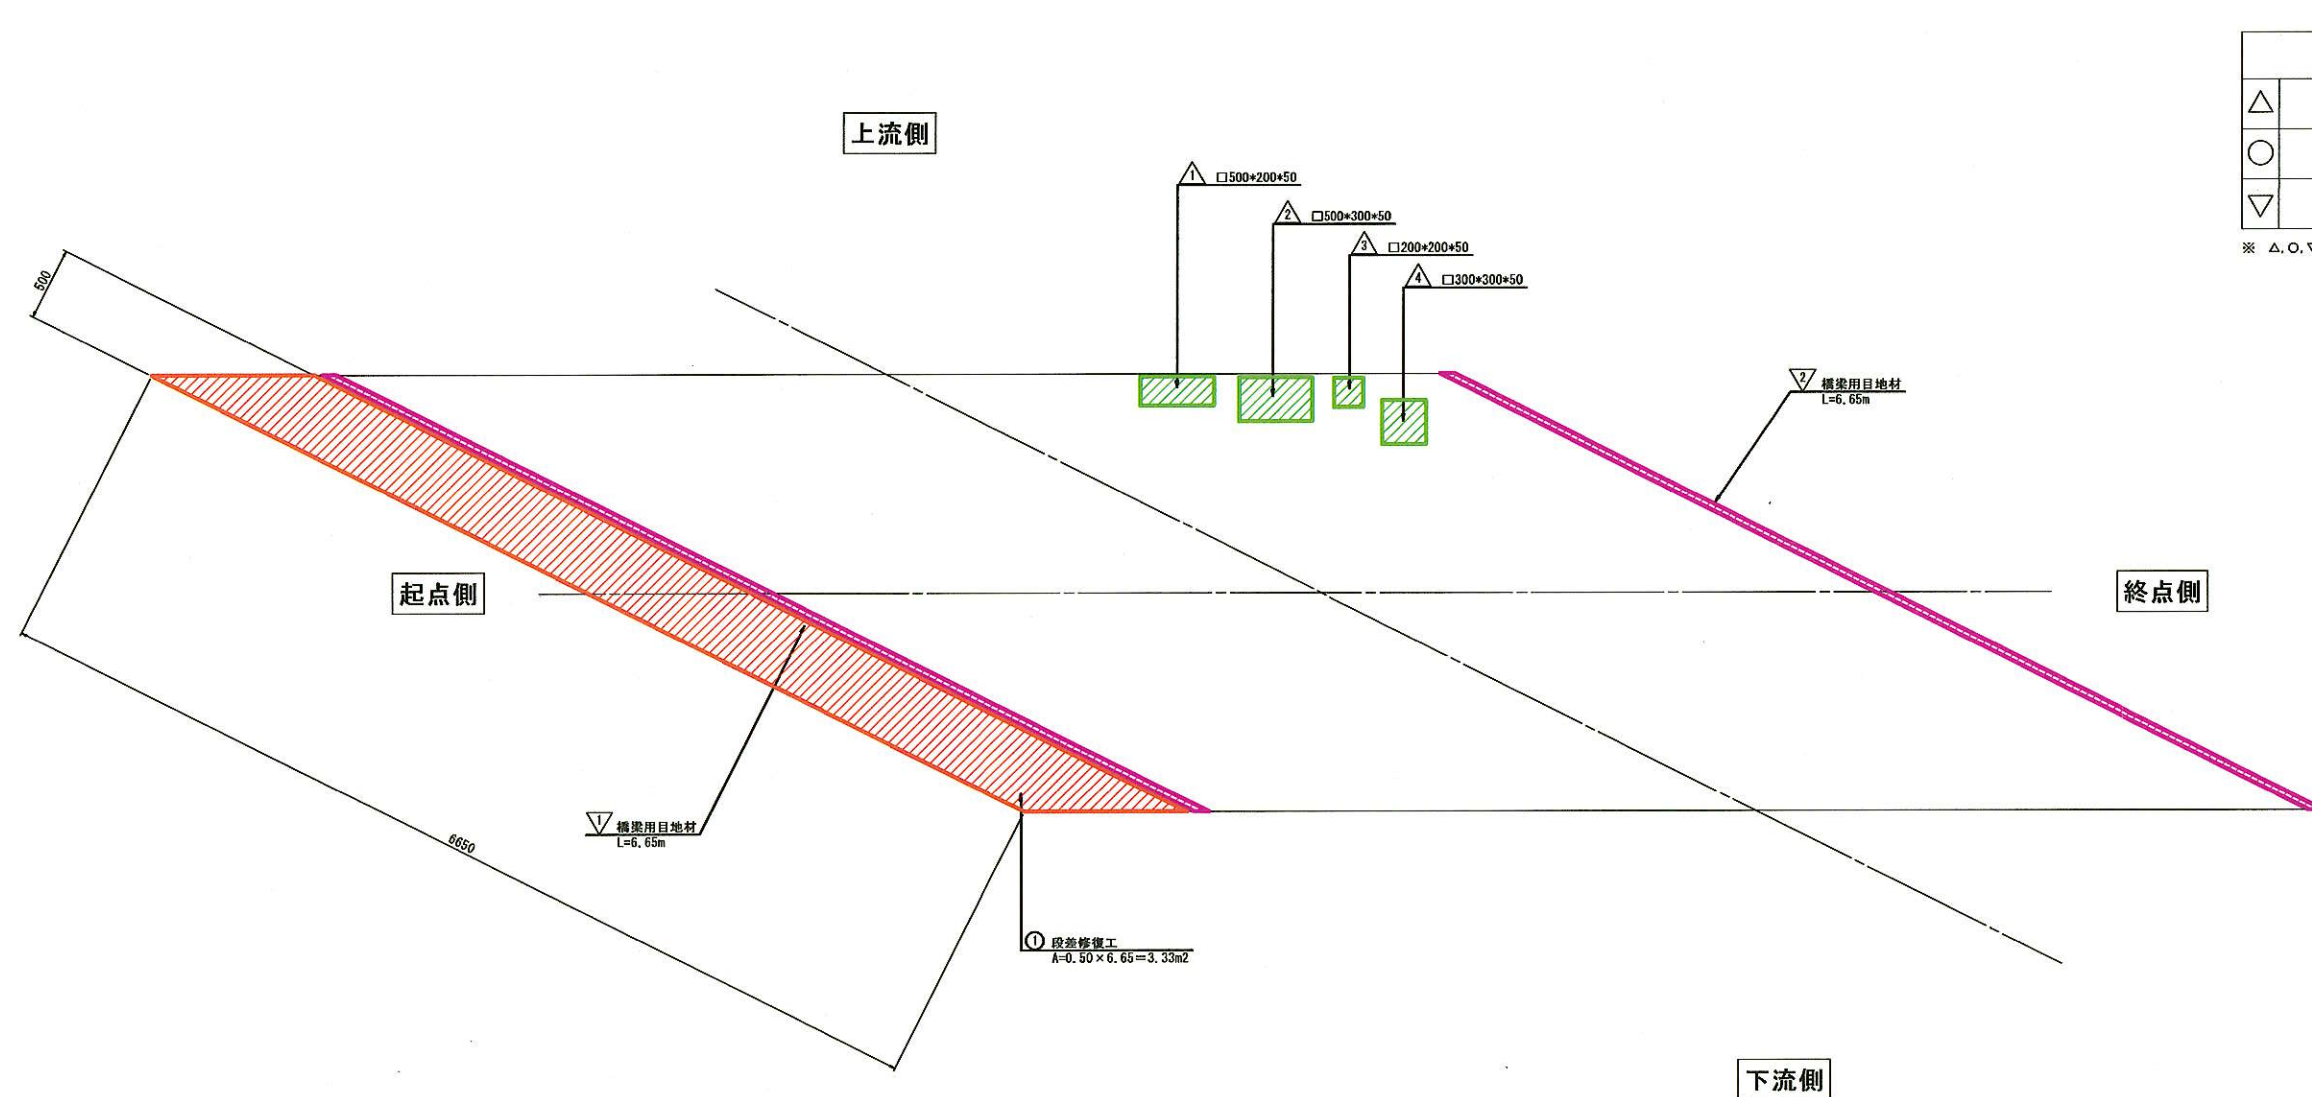 上流側
1 □500*200*50
2 □500*300*50
3 □200*200*50
4 □300*300*50
△
○
▽
※ △,○,▽
500
2 橋梁用目地材
L=6.65m
起点側
終点側
1 橋梁用目地材
L=6.65m
6650
1 段差修復工
A=0.50×6.65=3.33m2
下流側